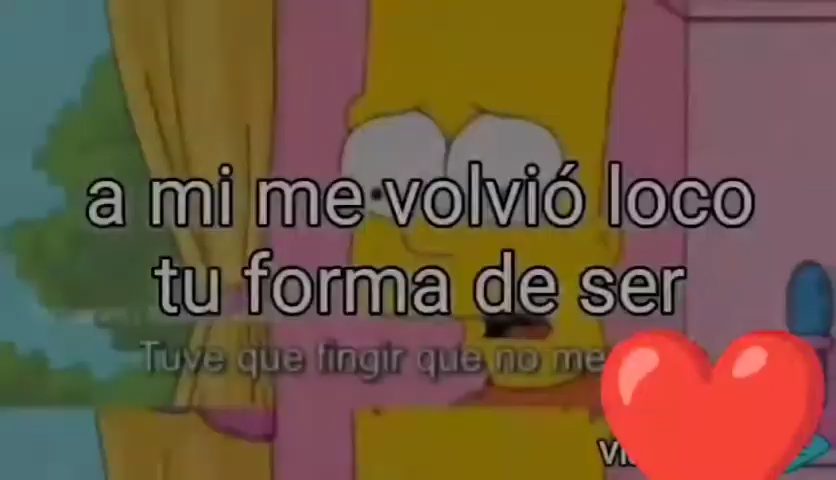 a mi me volvió loco
tu forma de ser
Tuve que fingir que no me